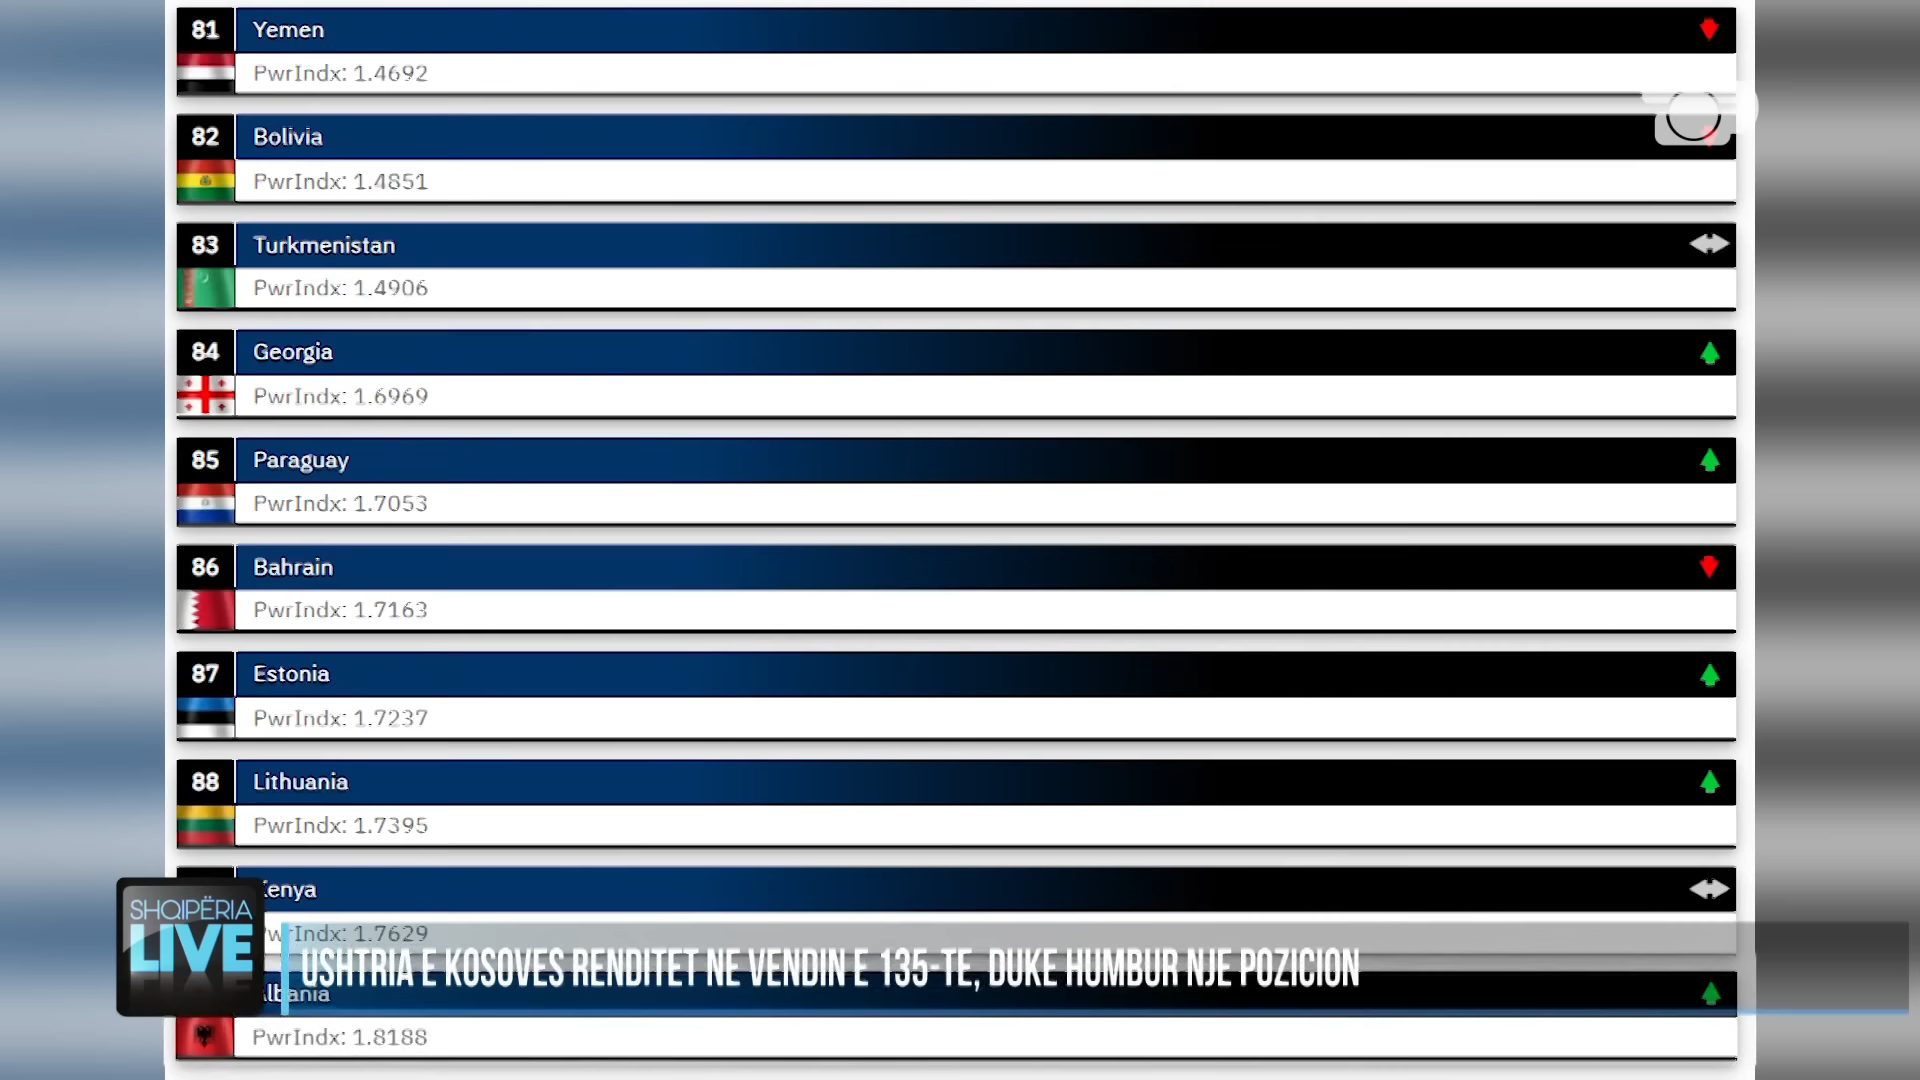 81 Yemen
PwrIndx: 1.4692
82 Bolivia
PwrIndx: 1.4851
83 Turkmenistan
PwrIndx: 1.4906
84 Georgia
PwrIndx: 1.6969
85 Paraguay
PwrIndx: 1.7053
86 Bahrain
PwrIndx: 1.7163
87 Estonia
PwrIndx: 1.7237
88 Lithuania
PwrIndx: 1.7395
Kenya
PwrIndx: 1.7629
SHQIPËRIA
LIVE
USHTRIA E KOSOVES RENDITET NE VENDIN E 135-TE, DUKE HUMBUR NJE POZICION
Albania
PwrIndx: 1.8188